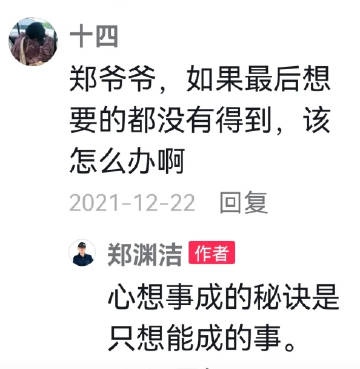 十四
郑爷爷，如果最后想
要的都没有得到，该
怎么办啊
2021-12-22 回复
郑渊洁 作者
心想事成的秘诀是
只想能成的事。